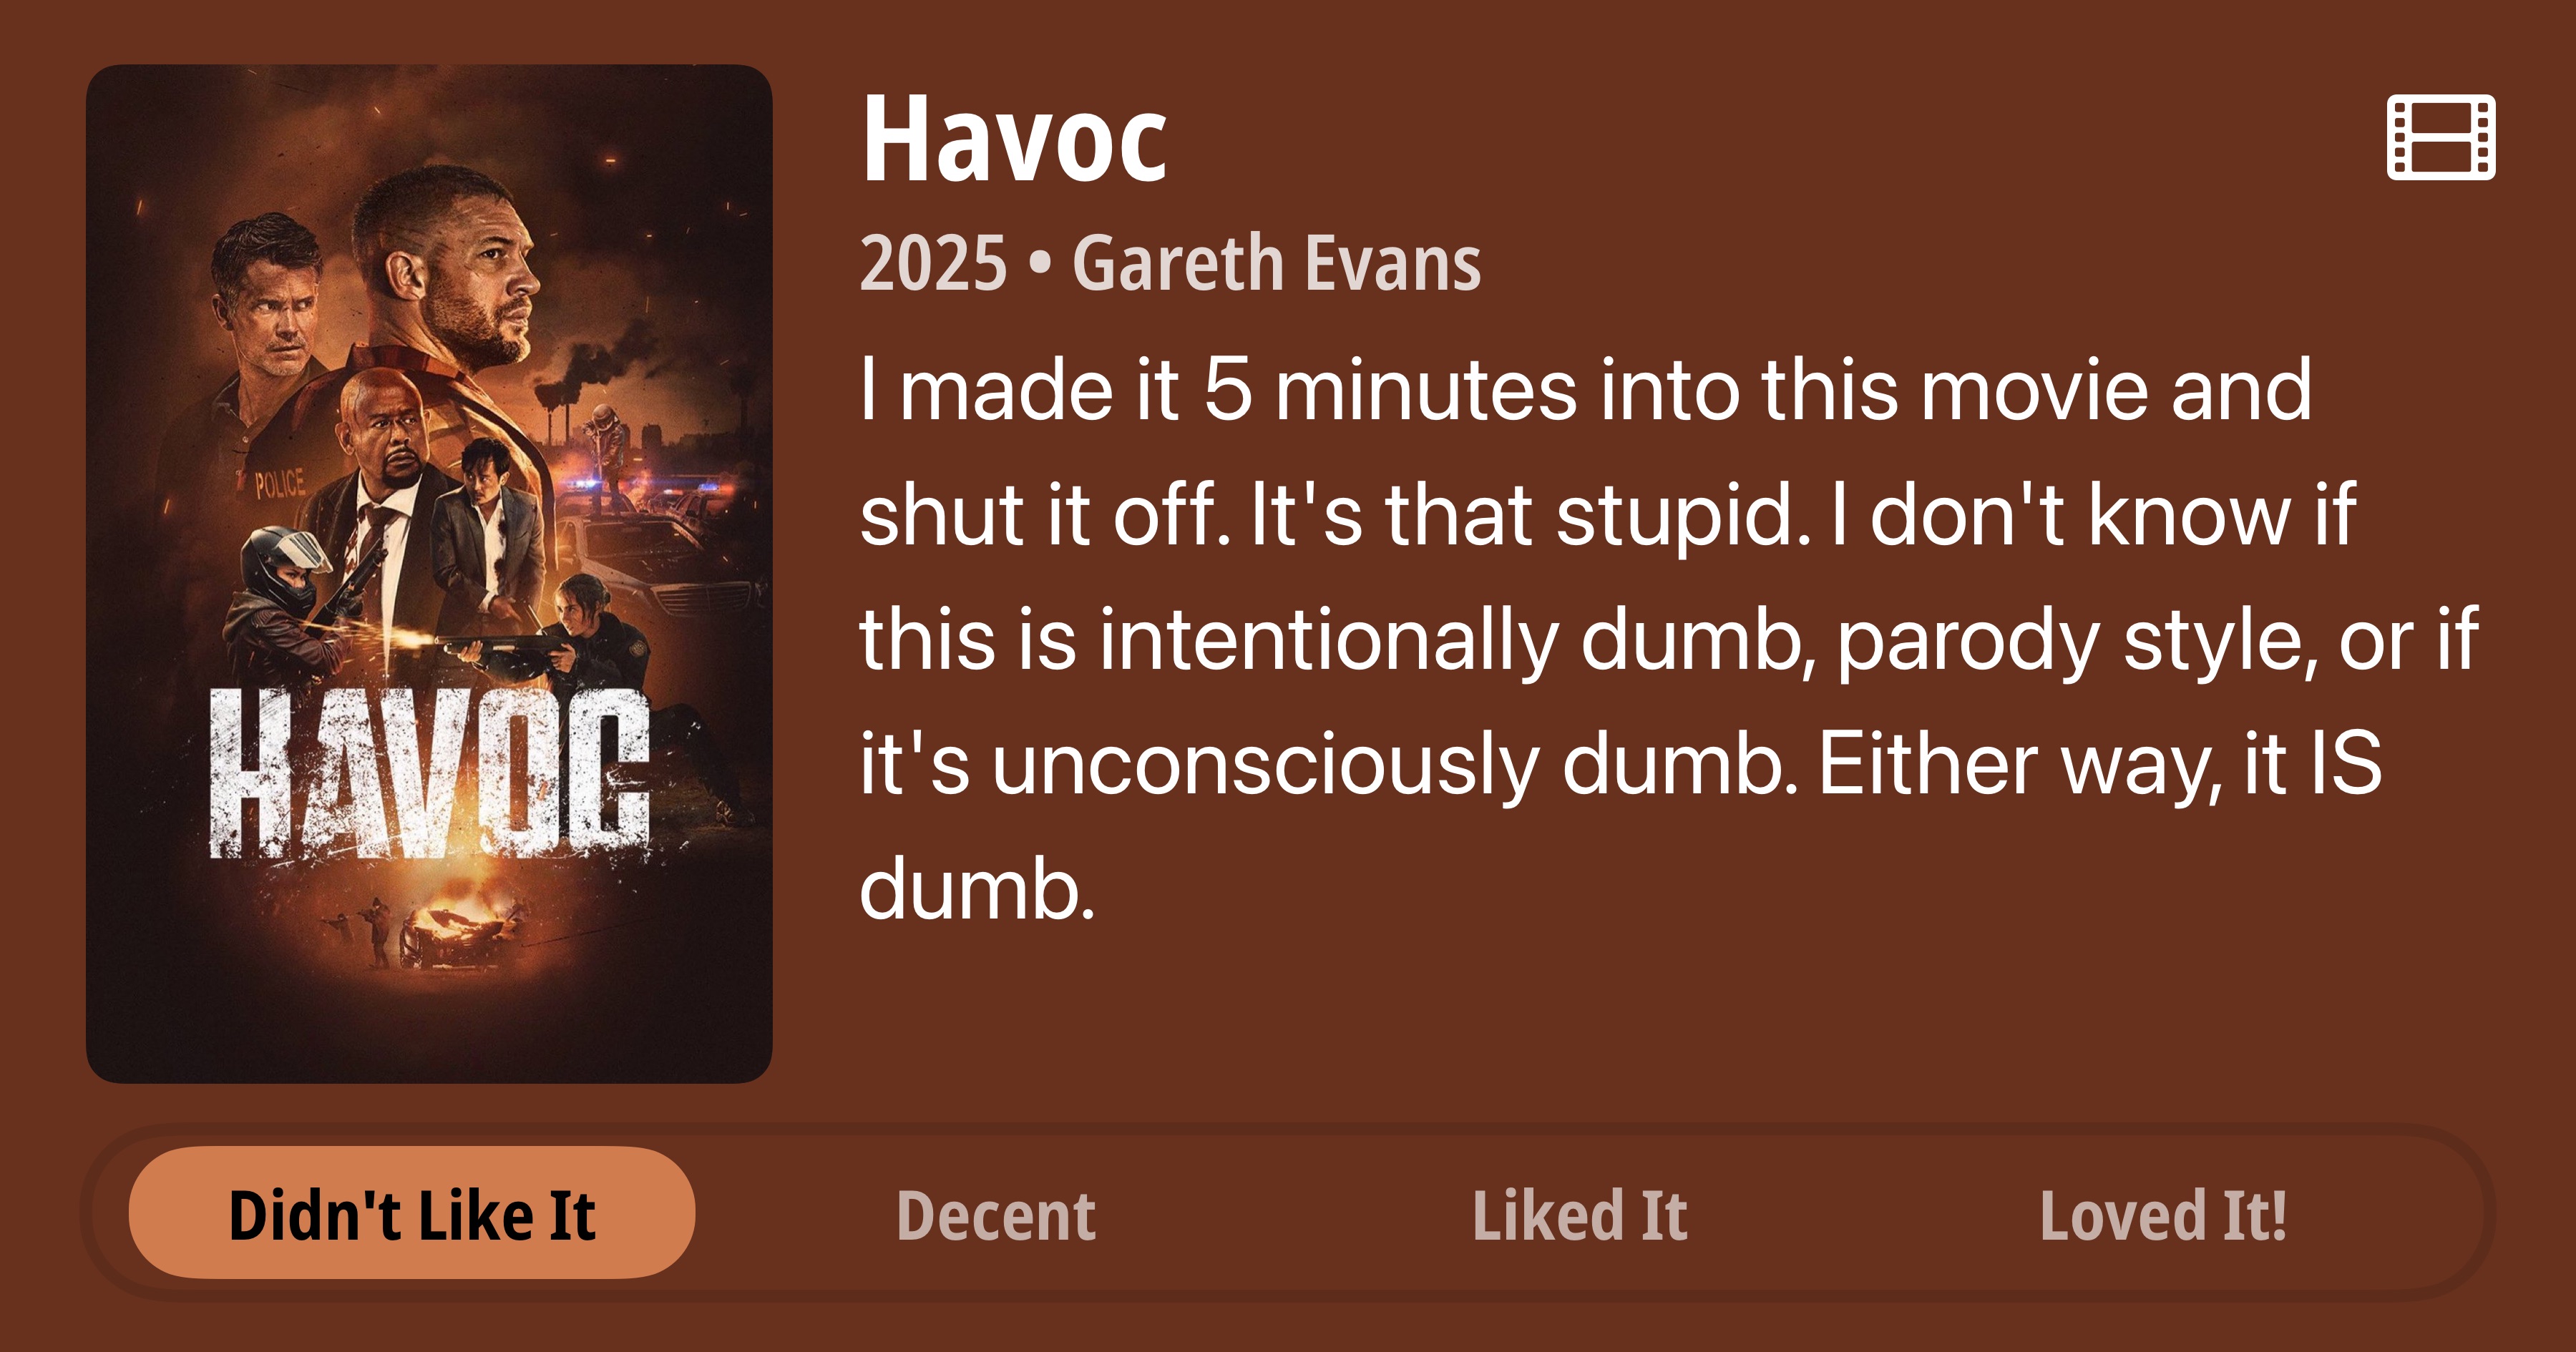 Havoc
2025 • Gareth Evans
I made it 5 minutes into this movie and
shut it off. It's that stupid. I don't know if
this is intentionally dumb, parody style, or if
it's unconsciously dumb. Either way, it IS
dumb.
POLICE
HAVOC
Didn't Like It
Decent
Liked It
Loved It!